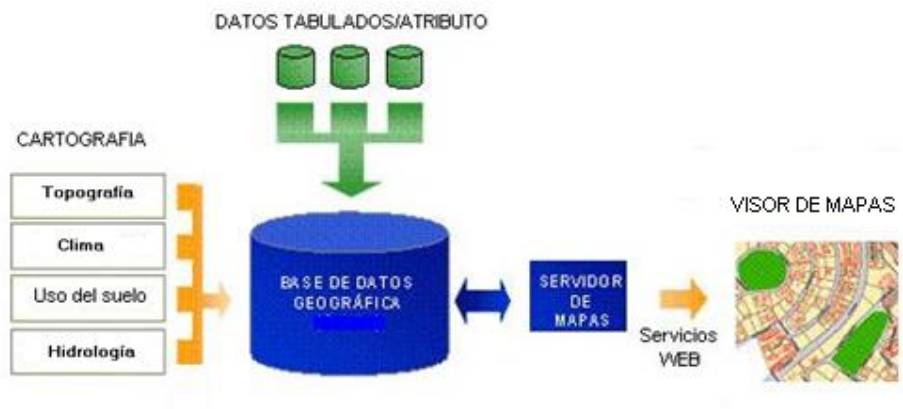 DATOS TABULADOS/ATRIBUTO
CARTOGRAFIA
Topografía
Clima
Uso del suelo
Hidrología
BASE DE DATOS
GEOGRÁFICA
SERVIDOR
DE
MAPAS
Servicios
WEB
VISOR DE MAPAS